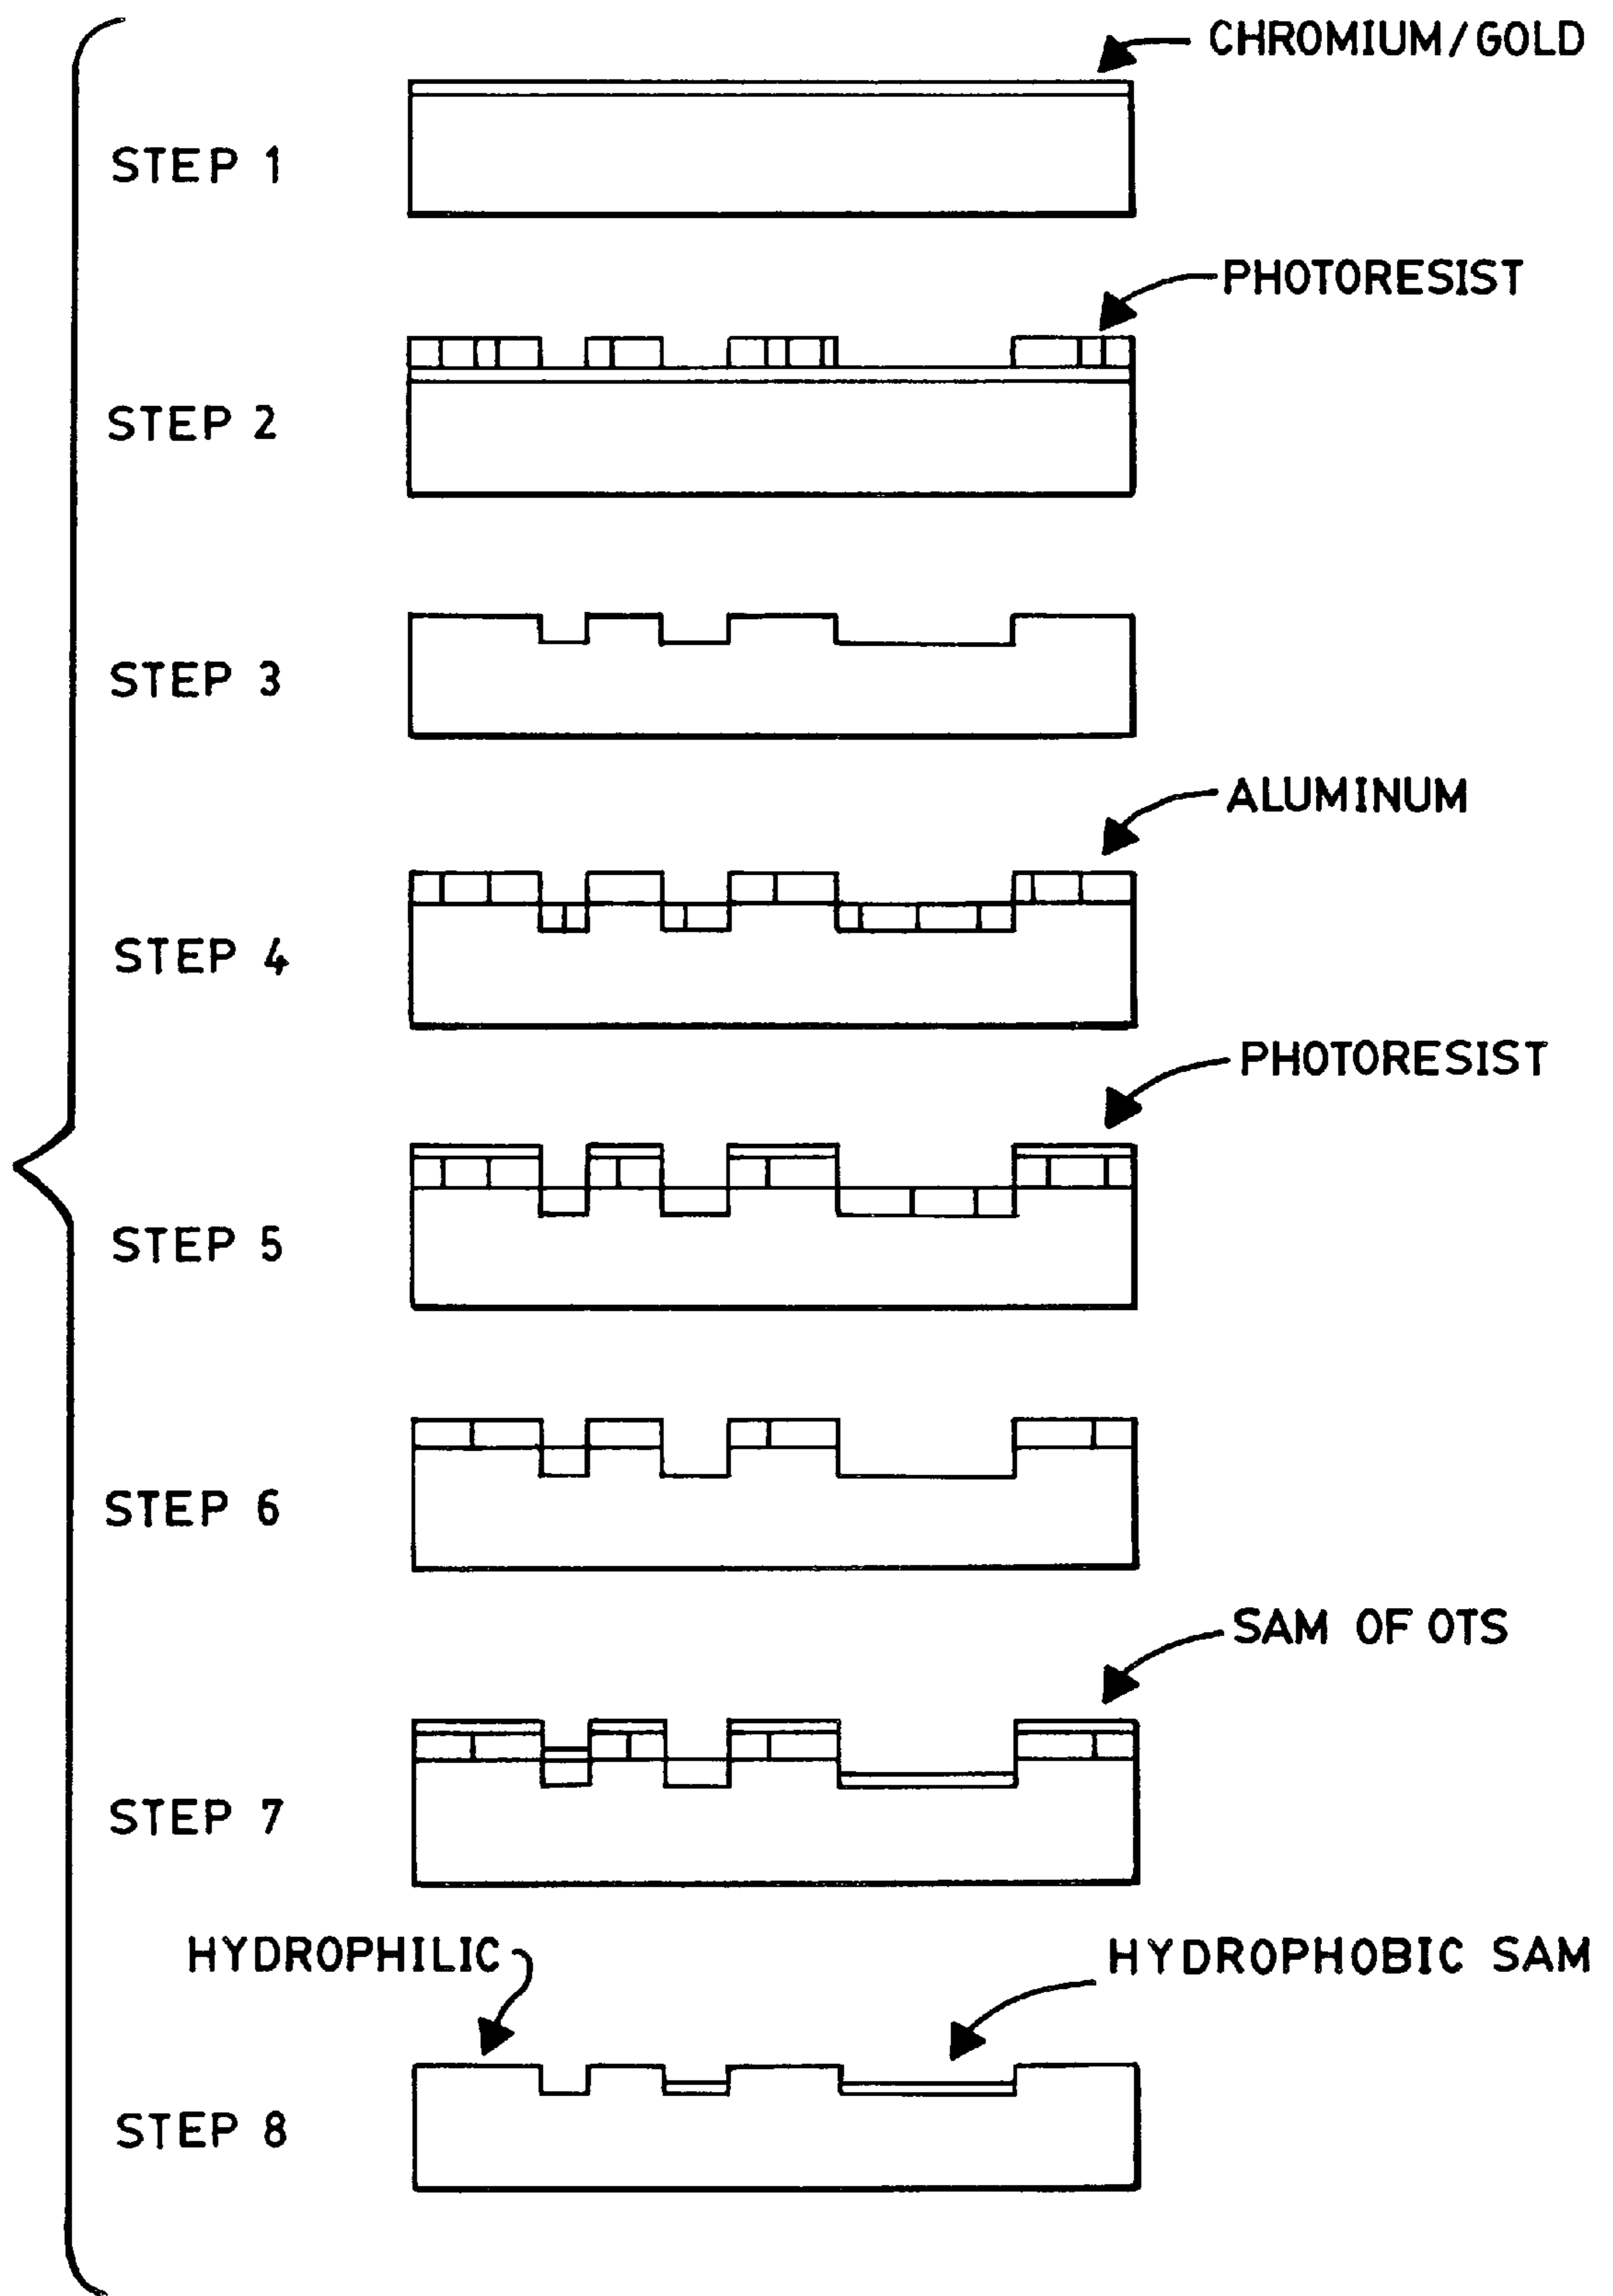 CHROMIUM/GOLD
STEP 1
PHOTORESIST
STEP 2
STEP 3
ALUMINUM
STEP 4
PHOTORESIST
STEP 5
STEP 6
SAM OF OTS
STEP 7
HYDROPHILIC
HYDROPHOBIC SAM
STEP 8